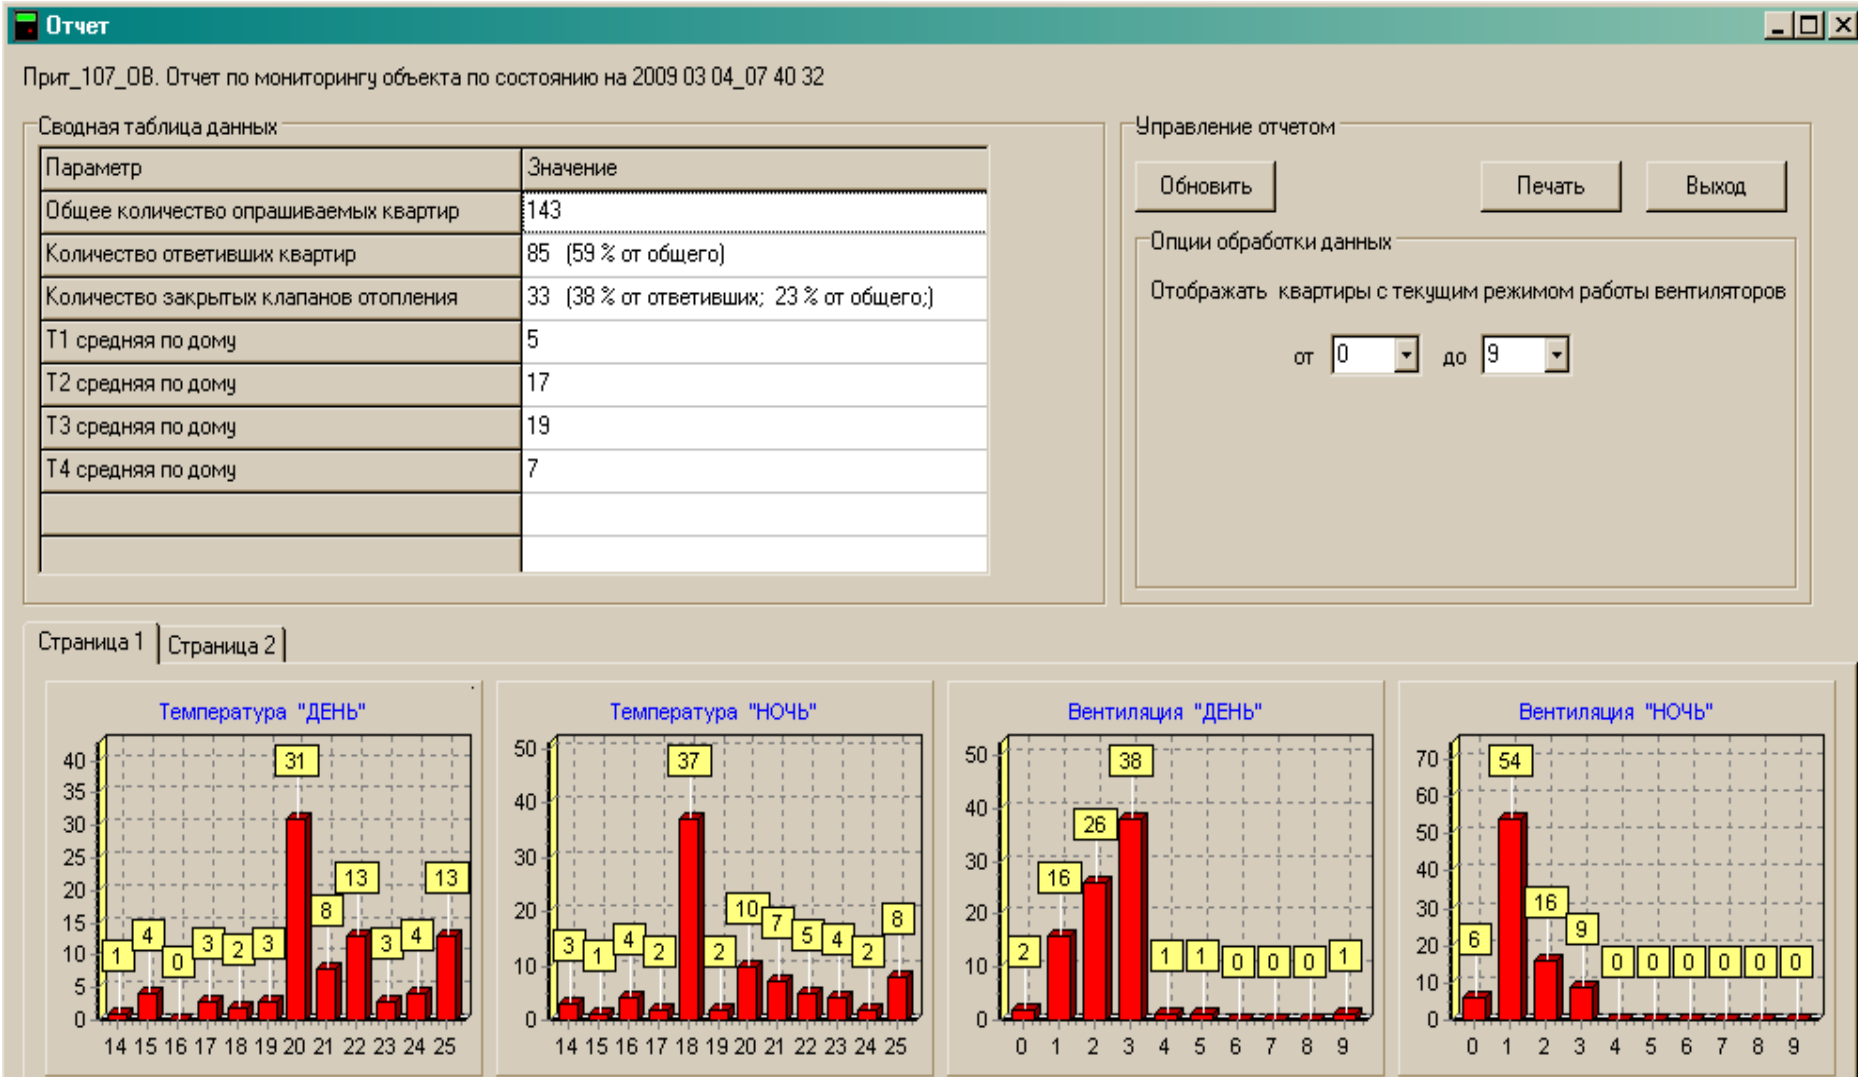 Отчет
Прит_107_ОВ. Отчет по мониторингу объекта по состоянию на 2009 03 04_07 40 32
Сводная таблица данных
Параметр Значение
Общее количество опрашиваемых квартир 143
Количество ответивших квартир 85 (59 % от общего)
Количество закрытых клапанов отопления 33 (38 % от ответивших; 23 % от общего;)
Т1 средняя по дому 5
Т2 средняя по дому 17
Т3 средняя по дому 19
Т4 средняя по дому 7
Управление отчетом
Обновить Печать Выход
Опции обработки данных
Отображать квартиры с текущим режимом работы вентиляторов
от 0 до 9
Страница 1 Страница 2
Температура "ДЕНЬ"
40
35
30
25
20
15
10
5
0
1 4 0 3 2 3 31 8 13 3 4 13
14 15 16 17 18 19 20 21 22 23 24 25
Температура "НОЧЬ"
50
40
30
20
10
0
3 1 4 2 37 2 10 7 5 4 2 8
14 15 16 17 18 19 20 21 22 23 24 25
Вентиляция "ДЕНЬ"
50
40
30
20
10
0
2 16 26 38 1 1 0 0 0 1
0 1 2 3 4 5 6 7 8 9
Вентиляция "НОЧЬ"
70
60
50
40
30
20
10
0
6 54 16 9 0 0 0 0 0 0
0 1 2 3 4 5 6 7 8 9